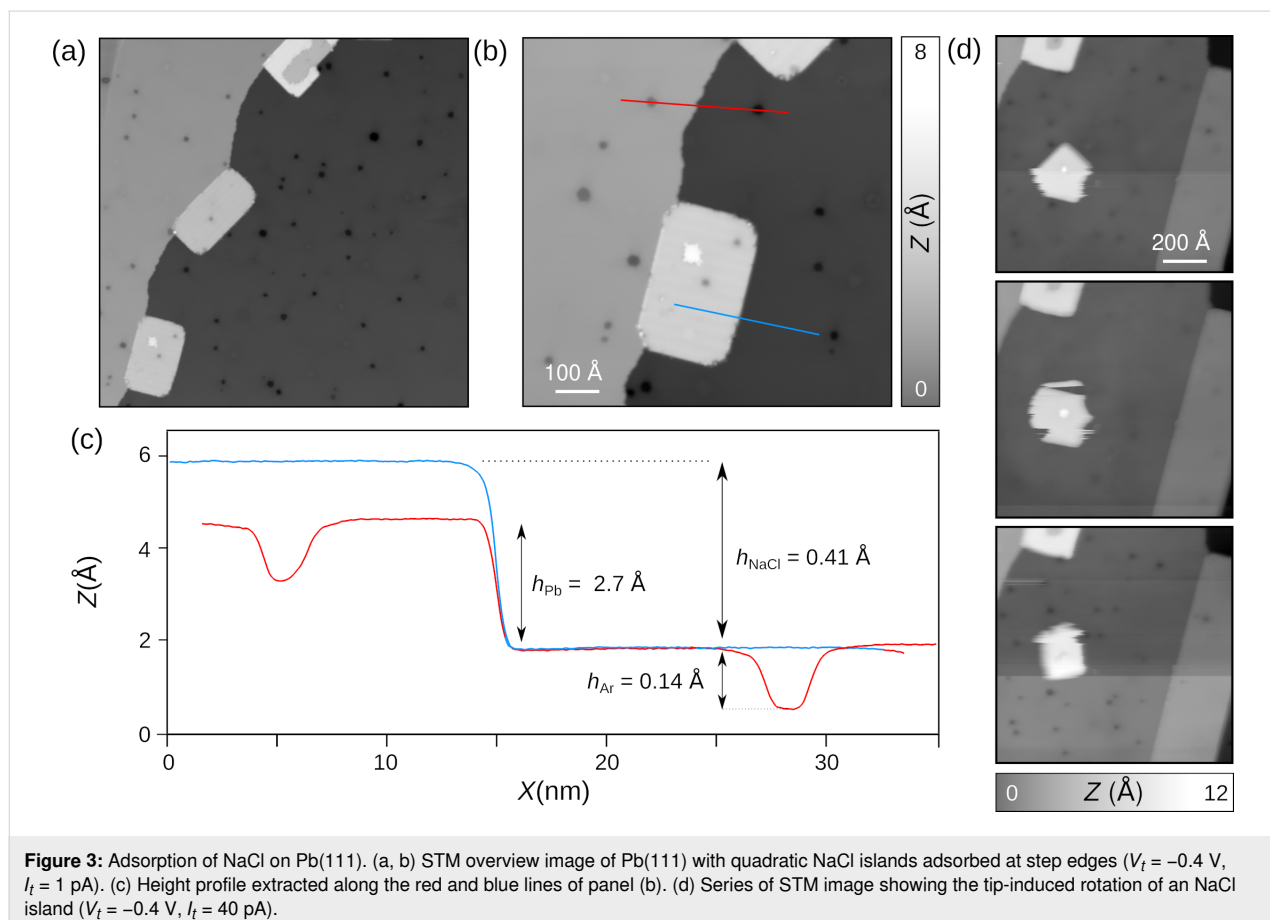 (a)
(b)
8
Z (Å)
0
100 Å
(d)
200 Å
(c)
6
4
2
0
Z(Å)
hPb = 2.7 Å
hNaCl = 0.41 Å
hAr = 0.14 Å
0 10 20 30
X(nm)
0 Z (Å) 12
Figure 3: Adsorption of NaCl on Pb(111). (a, b) STM overview image of Pb(111) with quadratic NaCl islands adsorbed at step edges (Vt = −0.4 V,
It = 1 pA). (c) Height profile extracted along the red and blue lines of panel (b). (d) Series of STM image showing the tip-induced rotation of an NaCl
island (Vt = −0.4 V, It = 40 pA).